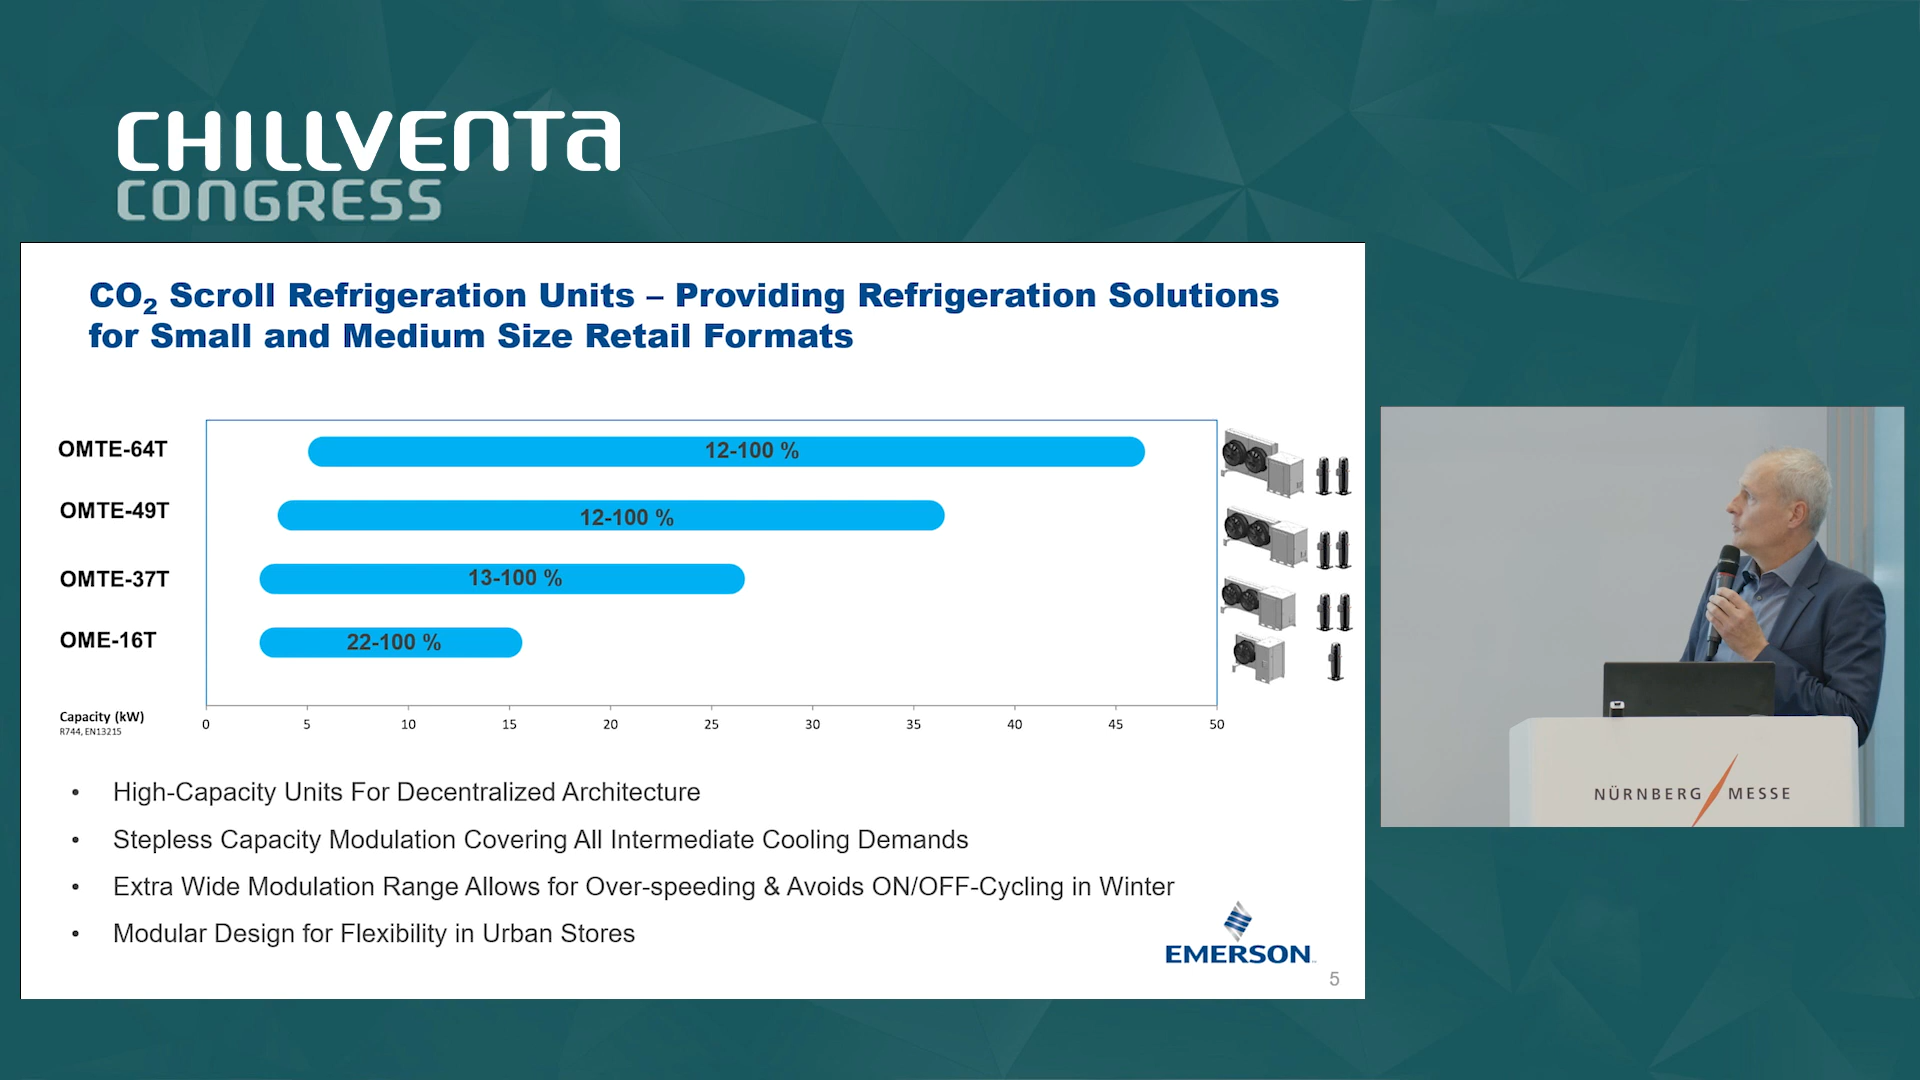 CHILLVENTA
CONGRESS
CO₂ Scroll Refrigeration Units – Providing Refrigeration Solutions
for Small and Medium Size Retail Formats
OMTE-64T
12-100 %
OMTE-49T
12-100 %
OMTE-37T
13-100 %
OME-16T
22-100 %
Capacity (kW)
R744, EN13215
0 5 10 15 20 25 30 35 40 45 50
• High-Capacity Units For Decentralized Architecture
• Stepless Capacity Modulation Covering All Intermediate Cooling Demands
• Extra Wide Modulation Range Allows for Over-speeding & Avoids ON/OFF-Cycling in Winter
• Modular Design for Flexibility in Urban Stores
EMERSON
5
NÜRNBERG MESSE